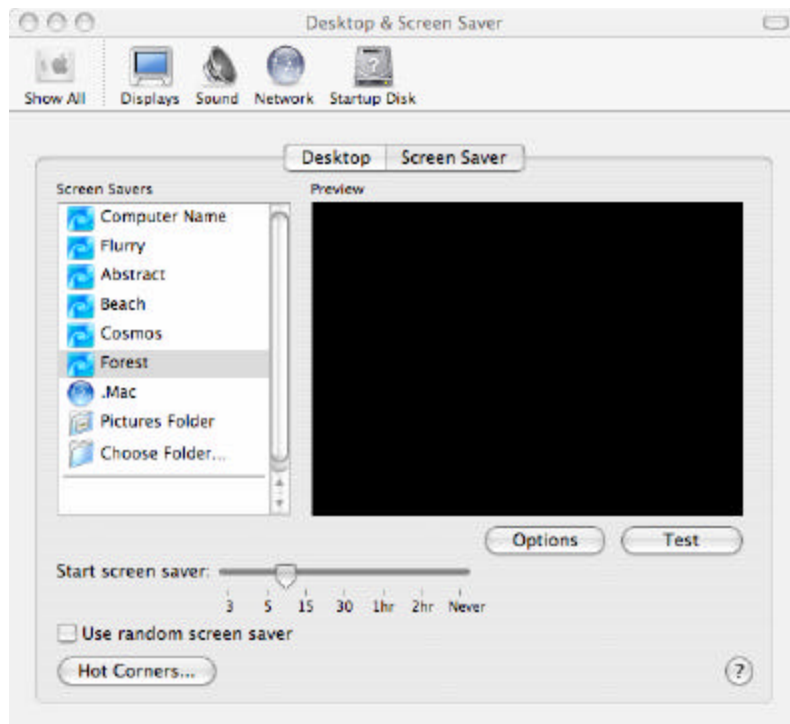 Desktop & Screen Saver
Show All Displays Sound Network Startup Disk
Desktop Screen Saver
Screen Savers Preview
Computer Name
Flurry
Abstract
Beach
Cosmos
Forest
.Mac
Pictures Folder
Choose Folder...
Options Test
Start screen saver:
3 5 15 30 1hr 2hr Never
Use random screen saver
Hot Corners... ?